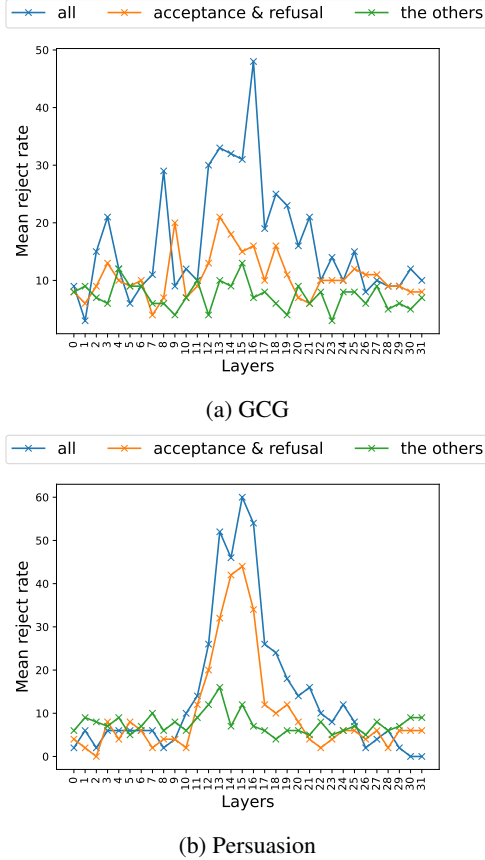 all acceptance & refusal the others
50
40
30
20
10
Mean reject rate
0 1 2 3 4 5 6 7 8 9 10 11 12 13 14 15 16 17 18 19 20 21 22 23 24 25 26 27 28 29 30 31
Layers
(a) GCG
all acceptance & refusal the others
60
50
40
30
20
10
0
Mean reject rate
0 1 2 3 4 5 6 7 8 9 10 11 12 13 14 15 16 17 18 19 20 21 22 23 24 25 26 27 28 29 30 31
Layers
(b) Persuasion